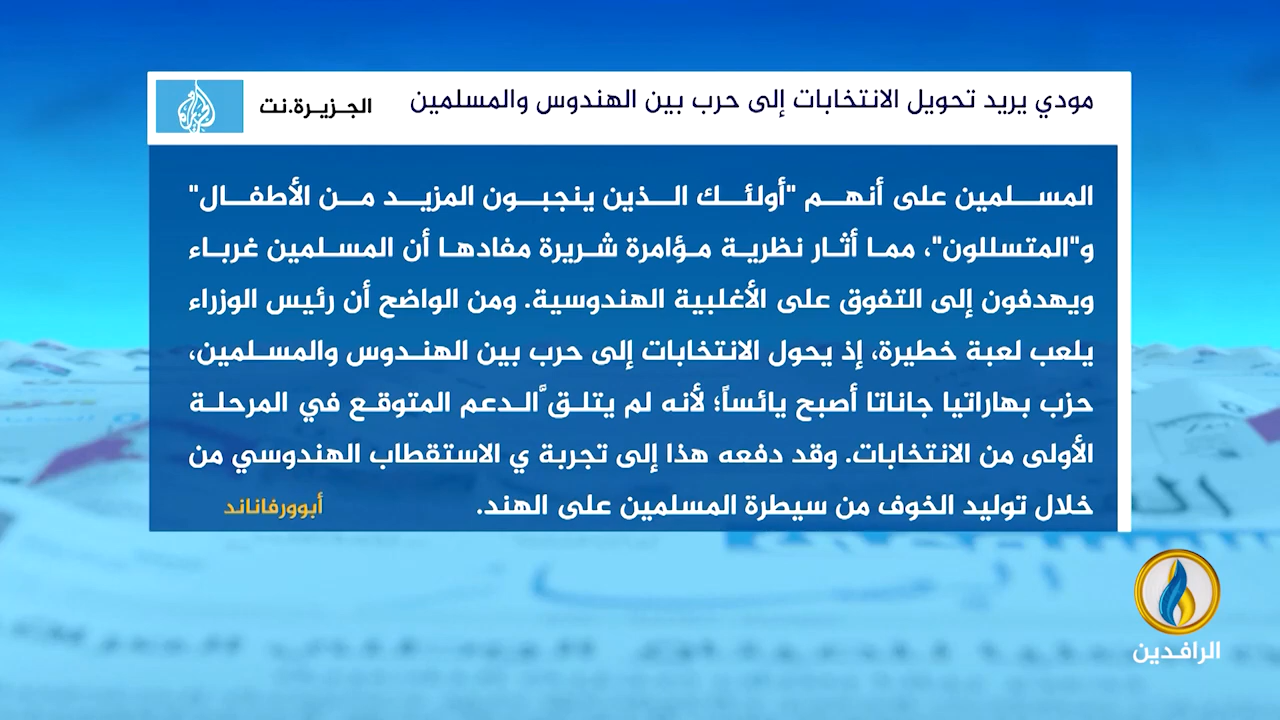 مودي يريد تحويل الانتخابات إلى حرب بين الهندوس والمسلمين
الجزيرة.نت
المسلمين على أنهم "أولئك الذين ينجبون المزيد من الأطفال"
و"المتسللون"، مما أثار نظرية مؤامرة شريرة مفادها أن المسلمين غرباء
ويهدفون إلى التفوق على الأغلبية الهندوسية. ومن الواضح أن رئيس الوزراء
يلعب لعبة خطيرة، إذ يحول الانتخابات إلى حرب بين الهندوس والمسلمين،
حزب بهاراتيا جاناتا أصبح يائساً؛ لأنه لم يتلقَّ الدعم المتوقع في المرحلة
الأولى من الانتخابات. وقد دفعه هذا إلى تجربة ي الاستقطاب الهندوسي من
خلال توليد الخوف من سيطرة المسلمين على الهند.
أبوورفاناند
الرافدين